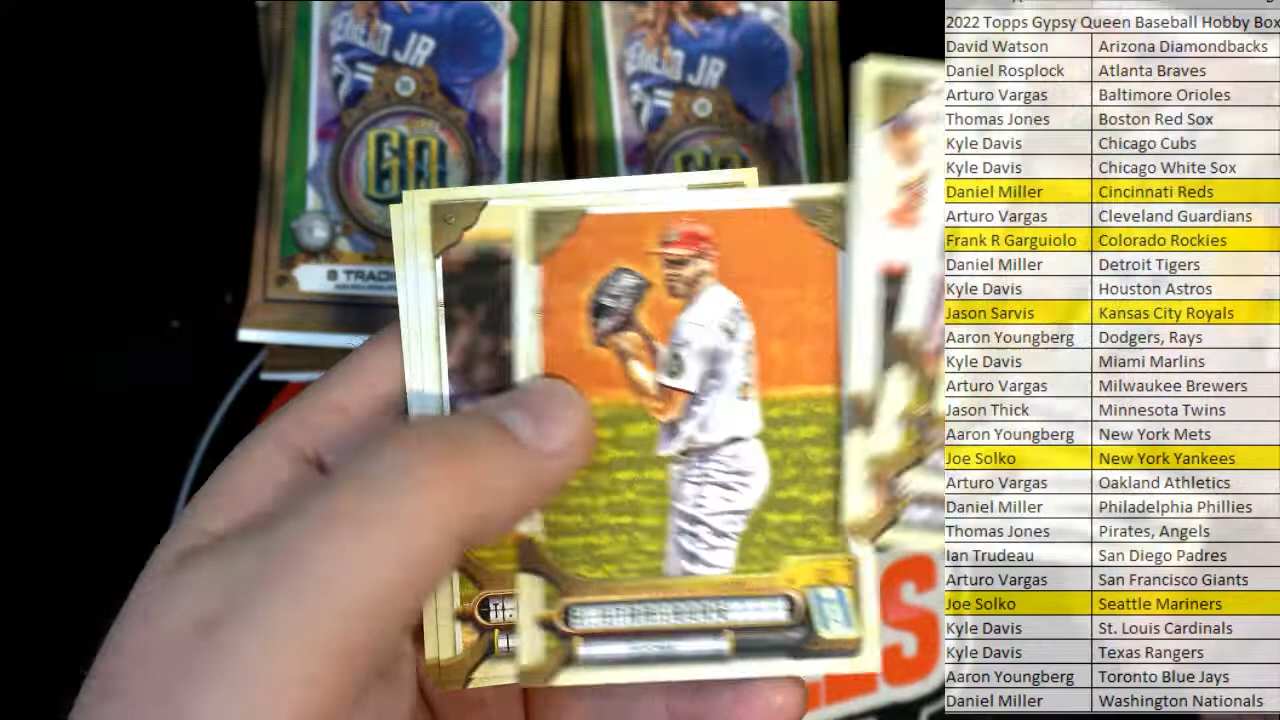 2022 Topps Gypsy Queen Baseball Hobby Box
David Watson Arizona Diamondbacks
Daniel Rosplock Atlanta Braves
Arturo Vargas Baltimore Orioles
Thomas Jones Boston Red Sox
Kyle Davis Chicago Cubs
Kyle Davis Chicago White Sox
Daniel Miller Cincinnati Reds
Arturo Vargas Cleveland Guardians
Frank R Garguiolo Colorado Rockies
Daniel Miller Detroit Tigers
Kyle Davis Houston Astros
Jason Sarvis Kansas City Royals
Aaron Youngberg Dodgers, Rays
Kyle Davis Miami Marlins
Arturo Vargas Milwaukee Brewers
Jason Thick Minnesota Twins
Aaron Youngberg New York Mets
Joe Solko New York Yankees
Arturo Vargas Oakland Athletics
Daniel Miller Philadelphia Phillies
Thomas Jones Pirates, Angels
Ian Trudeau San Diego Padres
Arturo Vargas San Francisco Giants
Joe Solko Seattle Mariners
Kyle Davis St. Louis Cardinals
Kyle Davis Texas Rangers
Aaron Youngberg Toronto Blue Jays
Daniel Miller Washington Nationals
JR
JR
GQ
GQ
8 TRADI